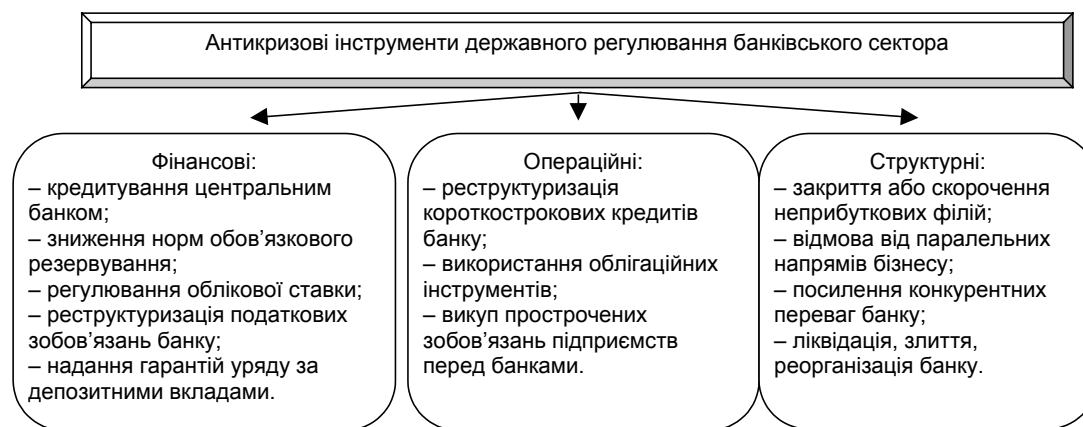 Антикризові інструменти державного регулювання банківського сектора
Фінансові:
– кредитування центральним
банком;
– зниження норм обов’язкового
резервування;
– регулювання облікової ставки;
– реструктуризація податкових
зобов’язань банку;
– надання гарантій уряду за
депозитними вкладами.
Операційні:
– реструктуризація
короткострокових кредитів
банку;
– використання облігаційних
інструментів;
– викуп прострочених
зобов’язань підприємств
перед банками.
Структурні:
– закриття або скорочення
неприбуткових філій;
– відмова від паралельних
напрямів бізнесу;
– посилення конкурентних
переваг банку;
– ліквідація, злиття,
реорганізація банку.